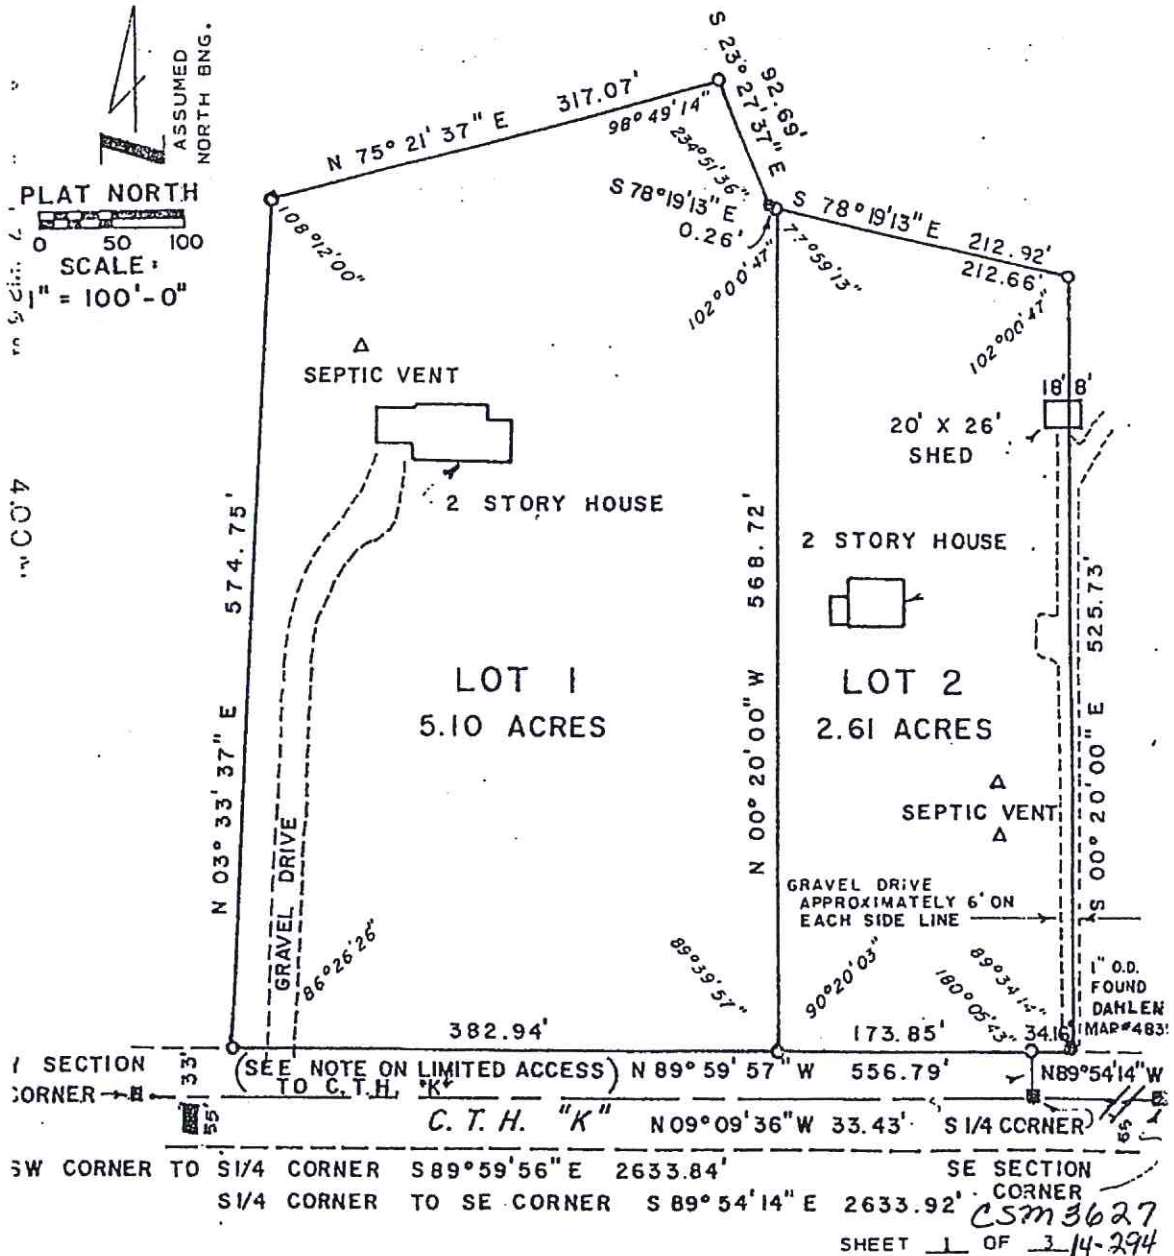 ASSUMED
NORTH BNG.
PLAT NORTH
0 50 100
SCALE:
1" = 100'-0"
4.00"
N 75° 21' 37" E 317.07'
98° 49' 14"
S 23° 27' 37" E
92.69'
234°51'36"
S 78°19'13" E
0.26'
S 78°19'13" E 212.92'
212.66'
108°12'00"
102°00'47"
77°59'13"
102°00'47"
SEPTIC VENT
18' 8'
20' X 26'
SHED
2 STORY HOUSE
2 STORY HOUSE
N 03° 33' 37" E 574.75'
N 00° 20' 00" W 568.72'
S 00° 20' 00" E 525.73'
LOT 1
5.10 ACRES
LOT 2
2.61 ACRES
SEPTIC VENT
GRAVEL DRIVE
GRAVEL DRIVE
APPROXIMATELY 6' ON
EACH SIDE LINE
86°26'26"
89°39'57"
90°20'03"
180°05'43"
89°34'14"
1" O.D.
FOUND
DAHLEN
MAP#483
382.94' 173.85' 34.16'
SECTION
CORNER
33'
(SEE NOTE ON LIMITED ACCESS) N 89° 59' 57" W 556.79' N89°54'14"W
TO C.T.H. "K"
55'
C. T. H. "K" N09°09'36"W 33.43' S 1/4 CORNER
55
SW CORNER TO S1/4 CORNER S89°59'56"E 2633.84'
SE SECTION
CORNER
S1/4 CORNER TO SE CORNER S 89° 54' 14" E 2633.92'
CSM 3627
SHEET 1 OF 3 14-294